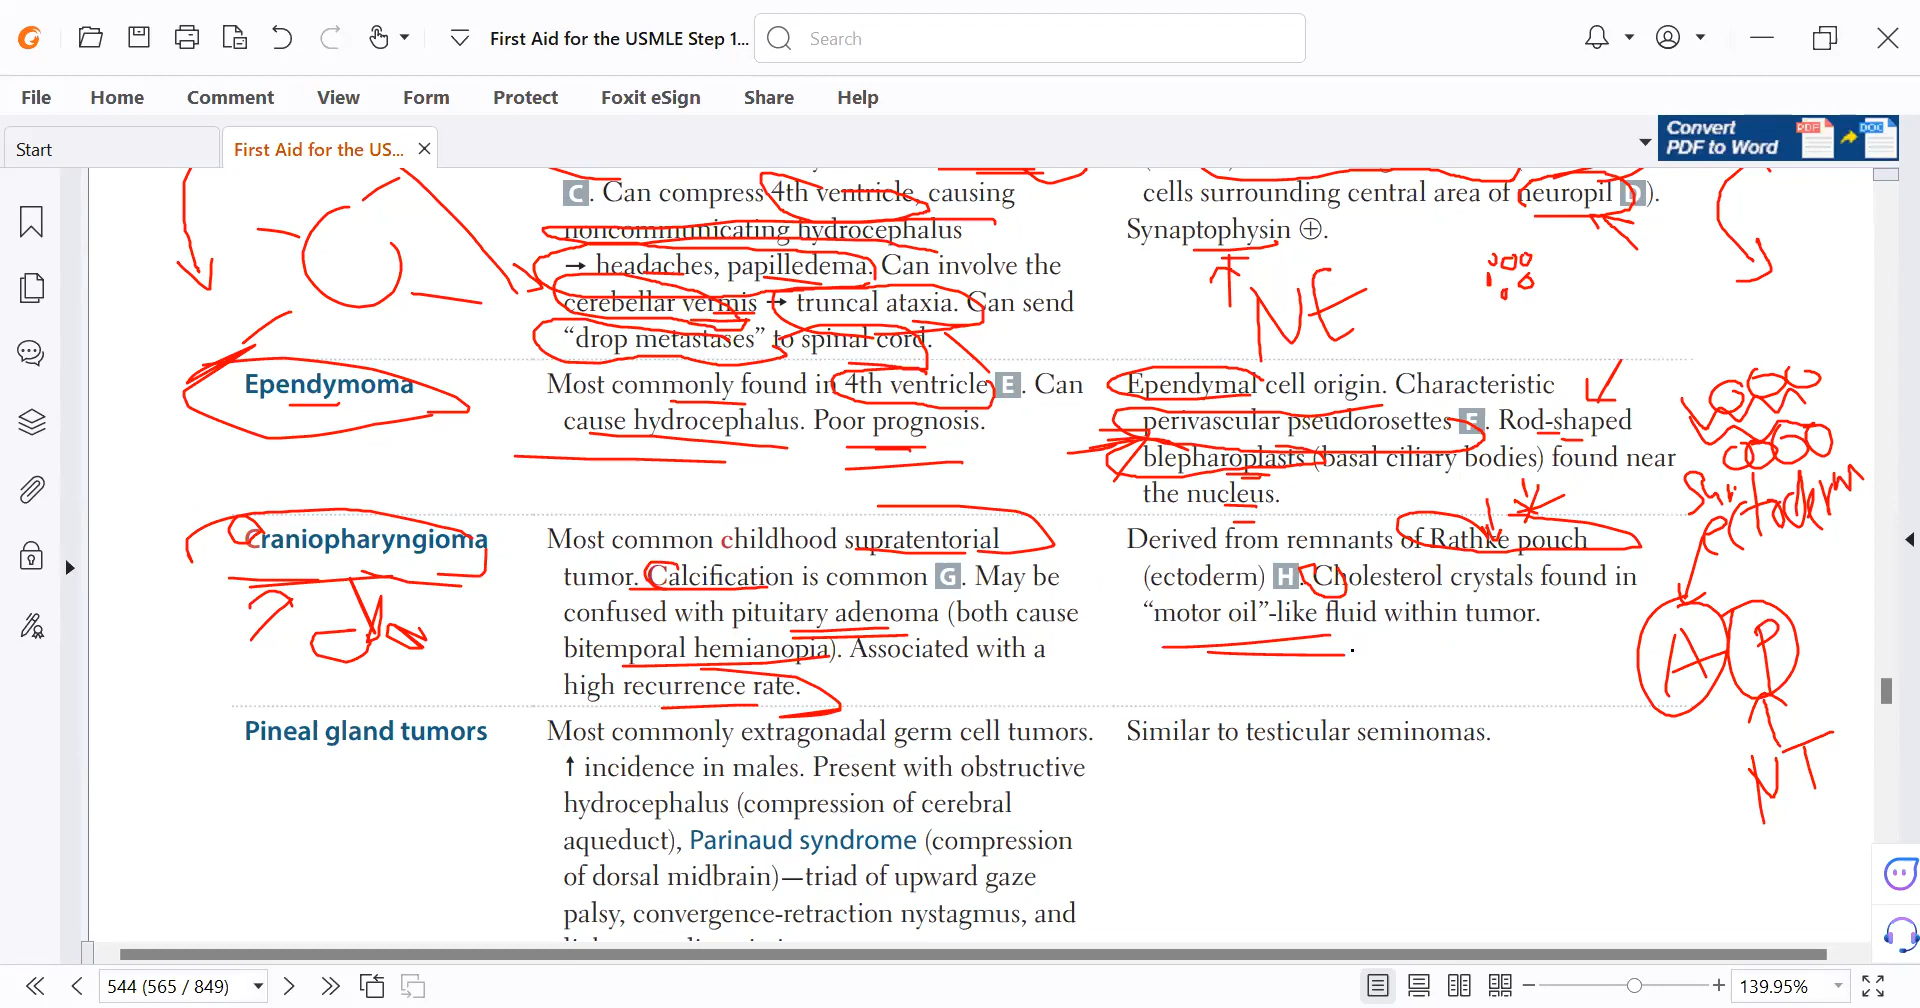 First Aid for the USMLE Step 1...
Search
File Home Comment View Form Protect Foxit eSign Share Help
Start
First Aid for the US...
Convert
PDF to Word
PDF
DOC
C. Can compress 4th ventricle, causing
noncommunicating hydrocephalus
→ headaches, papilledema. Can involve the
cerebellar vermis → truncal ataxia. Can send
“drop metastases” to spinal cord.
cells surrounding central area of neuropil D).
Synaptophysin ⊕.
NE
Ependymoma
Most commonly found in 4th ventricle E. Can
cause hydrocephalus. Poor prognosis.
Ependymal cell origin. Characteristic
perivascular pseudorosettes F. Rod-shaped
blepharoplasts (basal ciliary bodies) found near
the nucleus.
Craniopharyngioma
Most common childhood supratentorial
tumor. Calcification is common G. May be
confused with pituitary adenoma (both cause
bitemporal hemianopia). Associated with a
high recurrence rate.
Derived from remnants of Rathke pouch
(ectoderm) H. Cholesterol crystals found in
“motor oil”-like fluid within tumor.
Sur
ectoderm
A P
NT
Pineal gland tumors
Most commonly extragonadal germ cell tumors.
↑ incidence in males. Present with obstructive
hydrocephalus (compression of cerebral
aqueduct), Parinaud syndrome (compression
of dorsal midbrain)—triad of upward gaze
palsy, convergence-retraction nystagmus, and
Similar to testicular seminomas.
544 (565 / 849)
139.95%